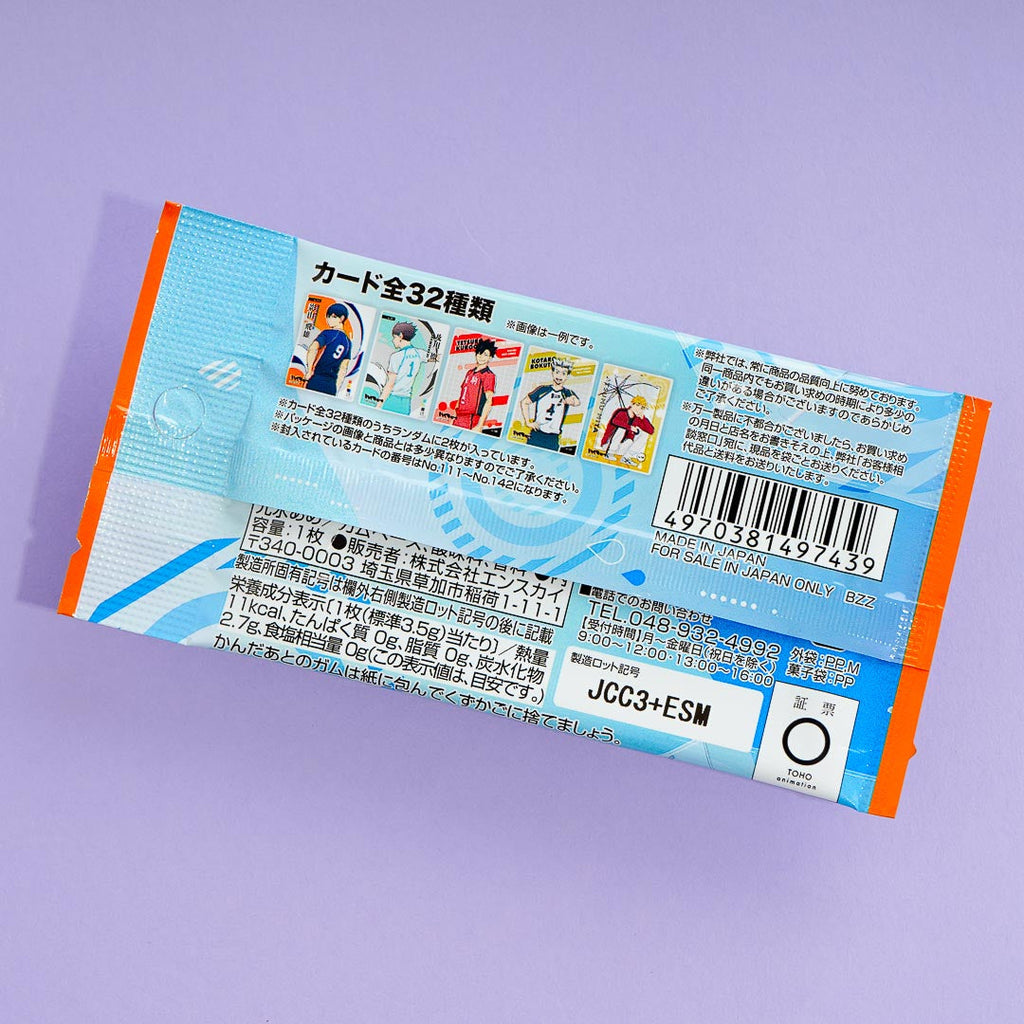 カード全32種類
※画像は一例です。
影山 飛雄
9
及川 徹
1
TETSURO KUROO
KOTARO BOKUTO
4
※カード全32種類のうちランダムに2枚が入っています。
※パッケージの画像と商品とは多少異なりますのでご了承ください。
※封入されているカードの番号はNo.111〜No.142になります。
※弊社では、常に商品の品質向上に努めております。
同一商品内でもお買い求めの時期により多少の
違いがある場合がございますのであらかじめ
ご了承ください。
※万一製品に不都合がございましたら、お買い求め
の月日と店名をお書きそえの上、弊社「お客様相
談窓口」宛に、現品を袋ごとお送りください。
代品と送料をお送りいたします。
4970381497439
MADE IN JAPAN
FOR SALE IN JAPAN ONLY BZZ
容量:1枚 ●販売者:株式会社エンスカイ
〒340-0003 埼玉県草加市稲荷1-11-1
製造所固有記号は欄外右側製造ロット記号の後に記載
栄養成分表示〔1枚(標準3.5g)当たり〕/熱量
11kcal、たんぱく質 0g、脂質 0g、炭水化物
2.7g、食塩相当量 0g(この表示値は、目安です。)
かんだあとのガムは紙に包んでくずかごに捨てましょう。
■電話でのお問い合わせ
TEL.048-932-4992
【受付時間】月〜金曜日(祝日を除く)
9:00〜12:00・13:00〜16:00
外袋:PP,M
菓子袋:PP
製造ロット記号
JCC3+ESM
証票
TOHO
animation